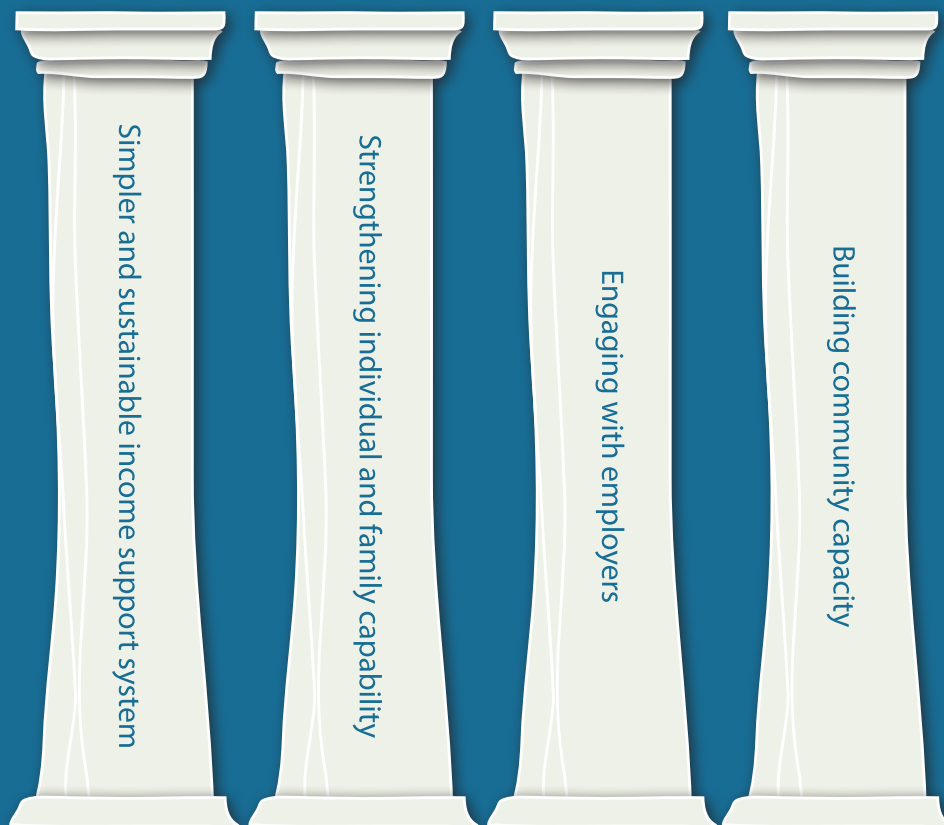 Simpler and sustainable income support system
Strengthening individual and family capability
Engaging with employers
Building community capacity